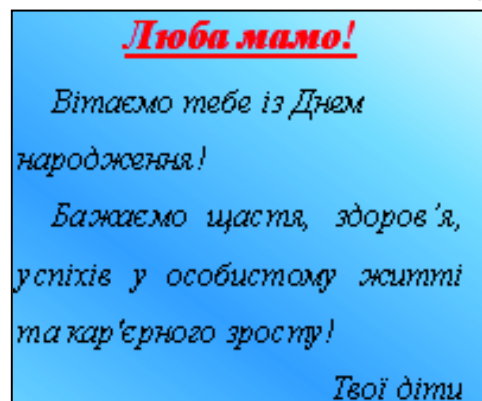 Люба мамо!
Вітаємо тебе із Днем
народження!
Бажаємо щастя, здоров'я,
успіхів у особистому житті
та кар'єрного зросту!
Твої діти